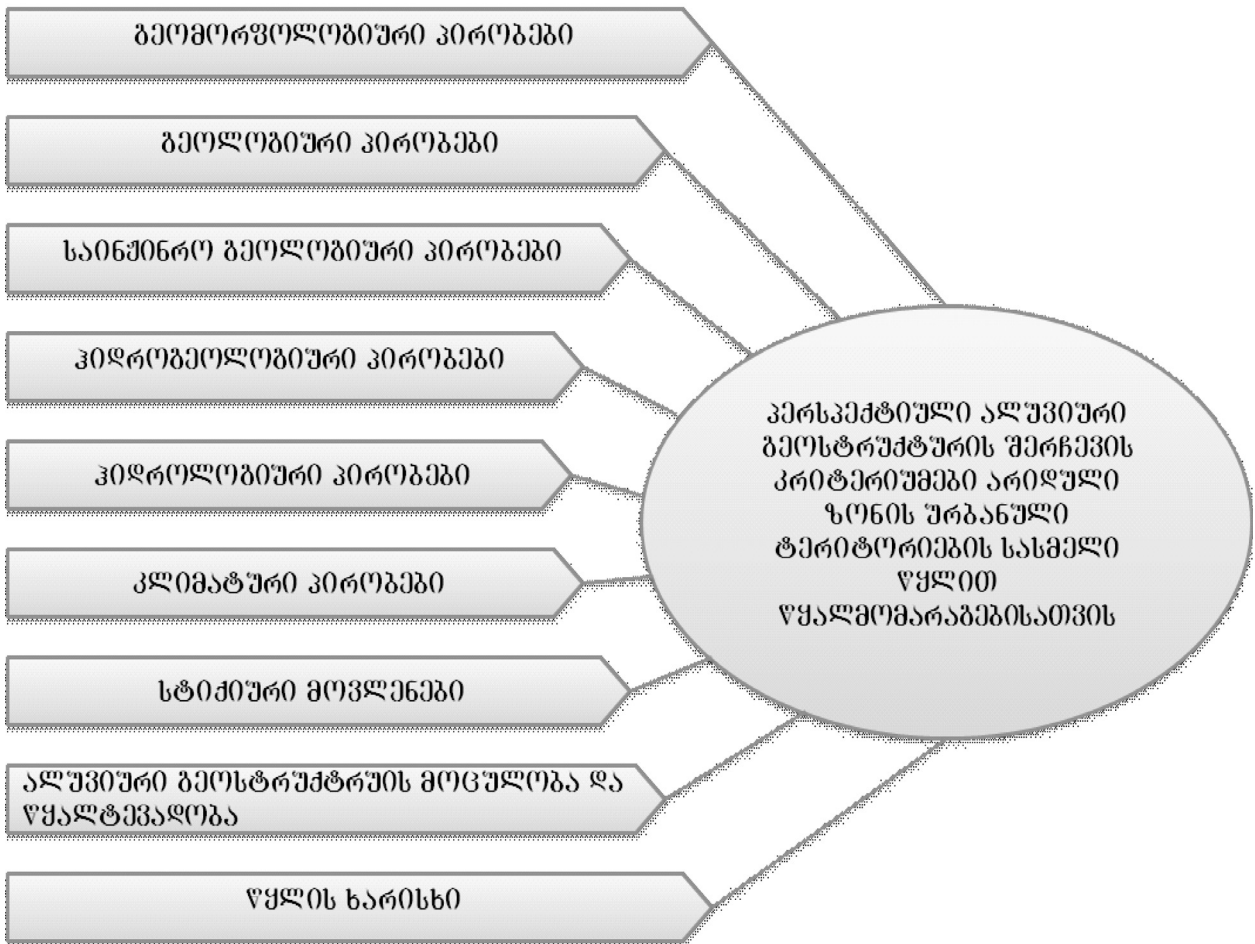 გეომორფოლოგიური პირობები
გეოლოგიური პირობები
საინჟინრო გეოლოგიური პირობები
ჰიდროგეოლოგიური პირობები
ჰიდროლოგიური პირობები
კლიმატური პირობები
სტიქიური მოვლენები
ალუვიური გეოსტრუქტრუის მოცულობა და
წყალტევადობა
წყლის ხარისხი
პერსპექტიული ალუვიური
გეოსტრუქტურის შერჩევის
კრიტერიუმები არიდული
ზონის ურბანული
ტერიტორიების სასმელი
წყლით
წყალმომარაგებისათვის